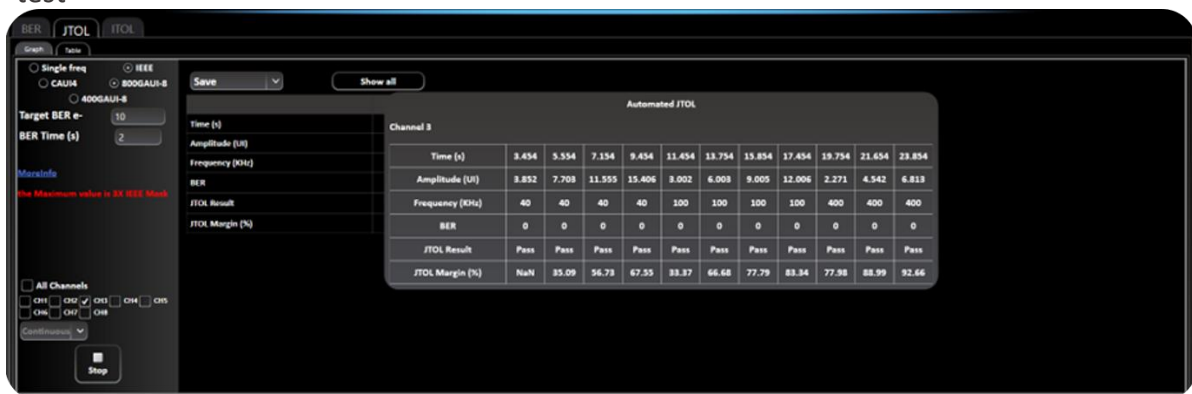 test
BER JTOL ITOL
Graph Table
Single freq IEEE
CAUI4 800GAUI-8
400GAUI-8
Target BER e- 10
BER Time (s) 2
MoreInfo
the Maximum value is 3X IEEE Mask
All Channels
CH1 CH2 CH3 CH4 CH5
CH6 CH7 CH8
Continuous
Stop
Save Show all
Time (s)
Amplitude (UI)
Frequency (KHz)
BER
JTOL Result
JTOL Margin (%)
Automated JTOL
Channel 3
Time (s) 3.454 5.554 7.154 9.454 11.454 13.754 15.854 17.454 19.754 21.654 23.854
Amplitude (UI) 3.852 7.703 11.555 15.406 3.002 6.003 9.005 12.006 2.271 4.542 6.813
Frequency (KHz) 40 40 40 40 100 100 100 100 400 400 400
BER 0 0 0 0 0 0 0 0 0 0 0
JTOL Result Pass Pass Pass Pass Pass Pass Pass Pass Pass Pass Pass
JTOL Margin (%) NaN 35.09 56.73 67.55 33.37 66.68 77.79 83.34 77.98 88.99 92.66